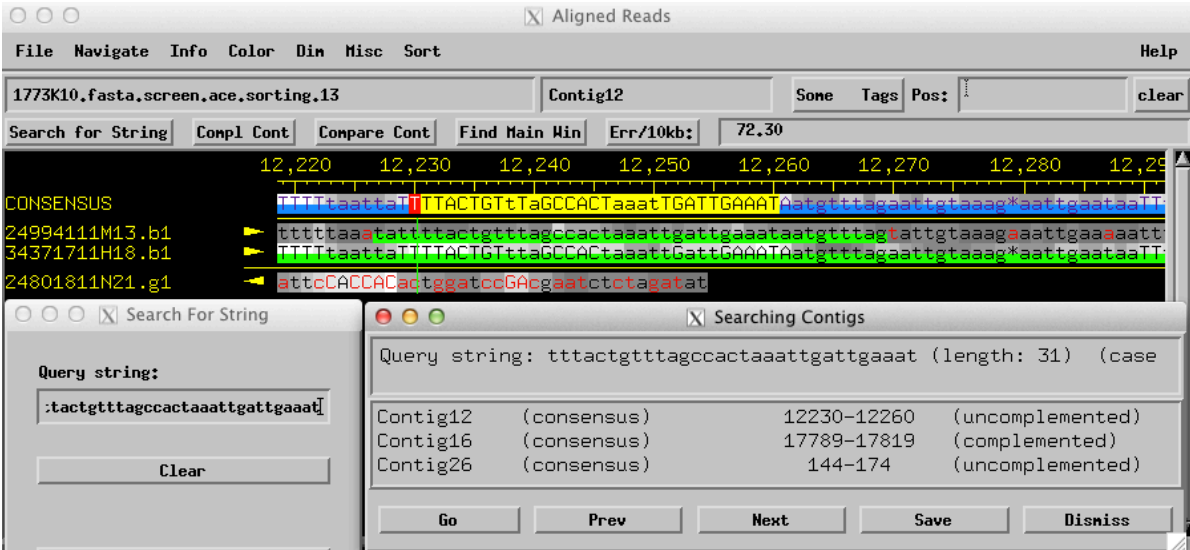 Aligned Reads
File Navigate Info Color Dim Misc Sort Help
1773K10.fasta.screen.ace.sorting.13 Contig12 Some Tags Pos: clear
Search for String Compl Cont Compare Cont Find Main Win Err/10kb: 72.30
12,220 12,230 12,240 12,250 12,260 12,270 12,280 12,29
CONSENSUS TTTTtaattaTTTTACTGTtTaGCCACTaaatTGATTGAAATAatgtttagaattgtaaag*aattgaataaTT
24994111M13.b1 tttttaaatattttactgtttagCcactaaattgattgaaataatgtttagtattgtaaagaaattgaaaaaatt
34371711H18.b1 TTTTtaattaTTTTACTGTttaGCCACTaaattGattGAAATAatgtttagaattgtaaag*aattgaataaTT
24801811N21.g1 attcCACCACactggatccGAcgaatctctagatat
Search For String
Query string:
:tactgtttagccactaaattgattgaaat
Clear
Searching Contigs
Query string: tttactgtttagccactaaattgattgaaat (length: 31) (case
Contig12 (consensus) 12230-12260 (uncomplemented)
Contig16 (consensus) 17789-17819 (complemented)
Contig26 (consensus) 144-174 (uncomplemented)
Go Prev Next Save Dismiss